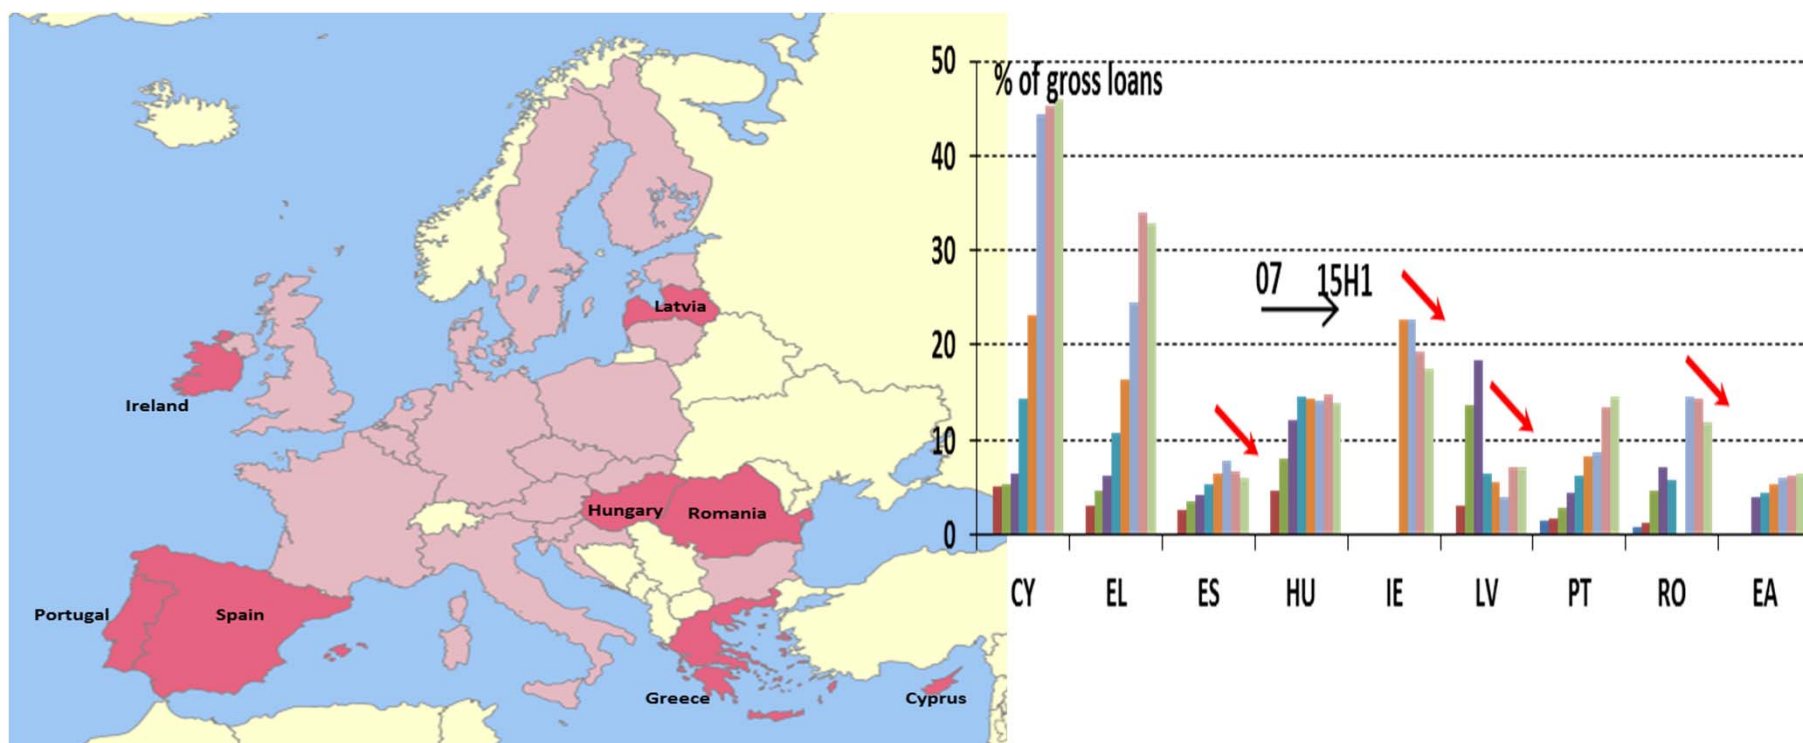 Latvia
Ireland
Hungary
Romania
Portugal
Spain
Greece
Cyprus
% of gross loans
50
40
30
20
10
0
07 15H1
CY EL ES HU IE LV PT RO EA